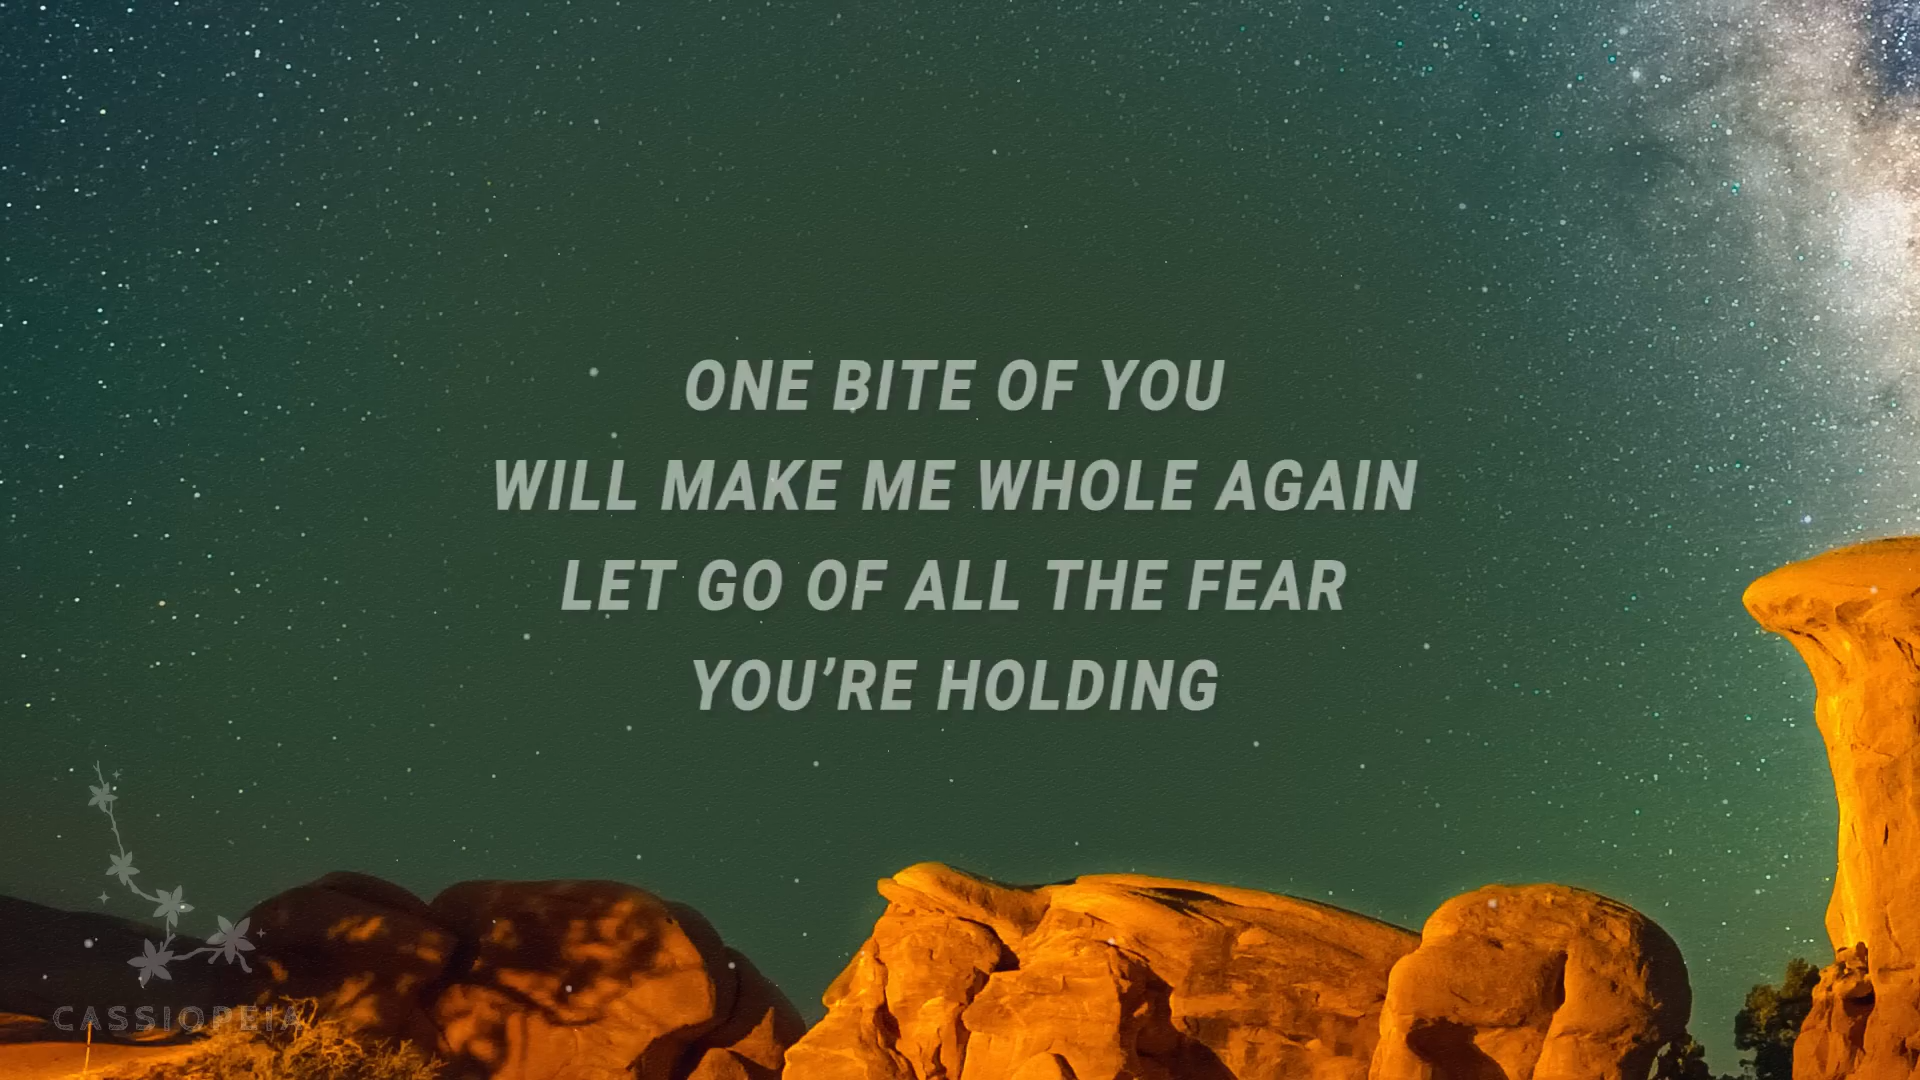 ONE BITE OF YOU
WILL MAKE ME WHOLE AGAIN
LET GO OF ALL THE FEAR
YOU’RE HOLDING
CASSIOPEIA